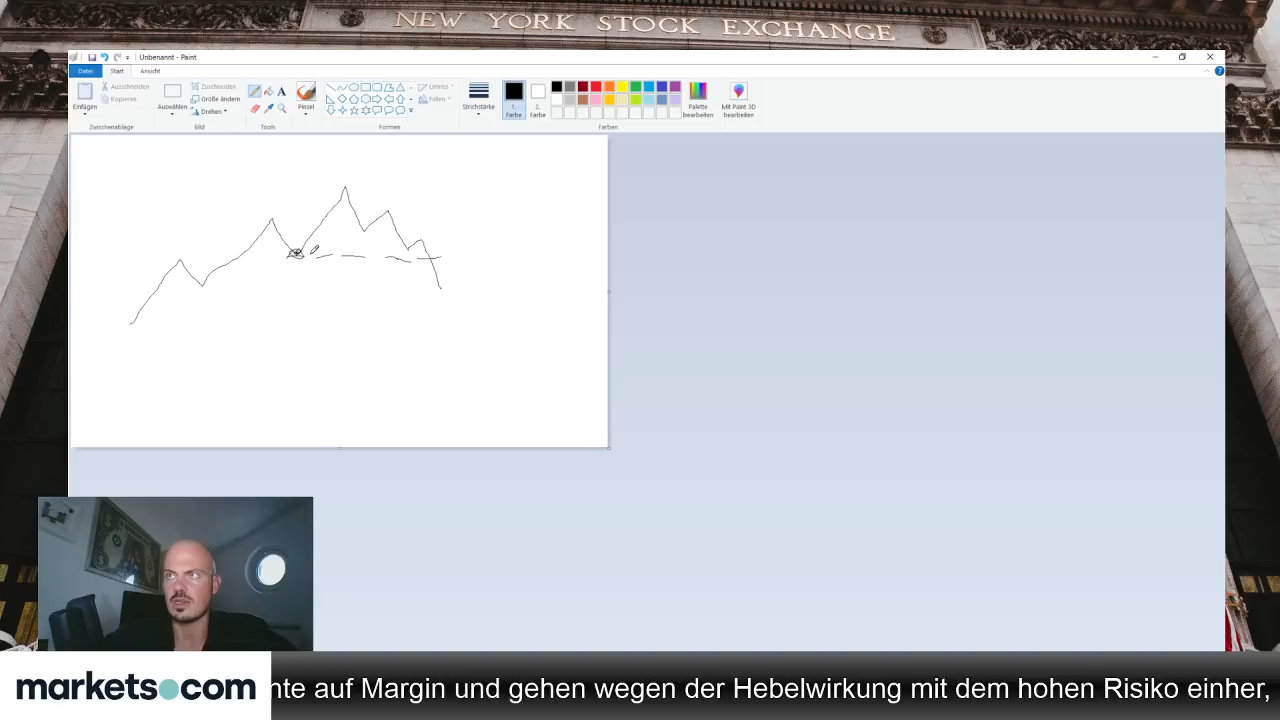 NEW YORK STOCK EXCHANGE
Unbenannt - Paint
Datei Start Ansicht
Einfügen
Ausschneiden
Kopieren
Zwischenablage
Auswählen
Zuschneiden
Größe ändern
Drehen
Bild
Tools
Pinsel
Formen
Umriss
Füllen
Strichstärke
1. Farbe
2. Farbe
Palette bearbeiten
Mit Paint 3D bearbeiten
Farben
markets.com
nte auf Margin und gehen wegen der Hebelwirkung mit dem hohen Risiko einher,